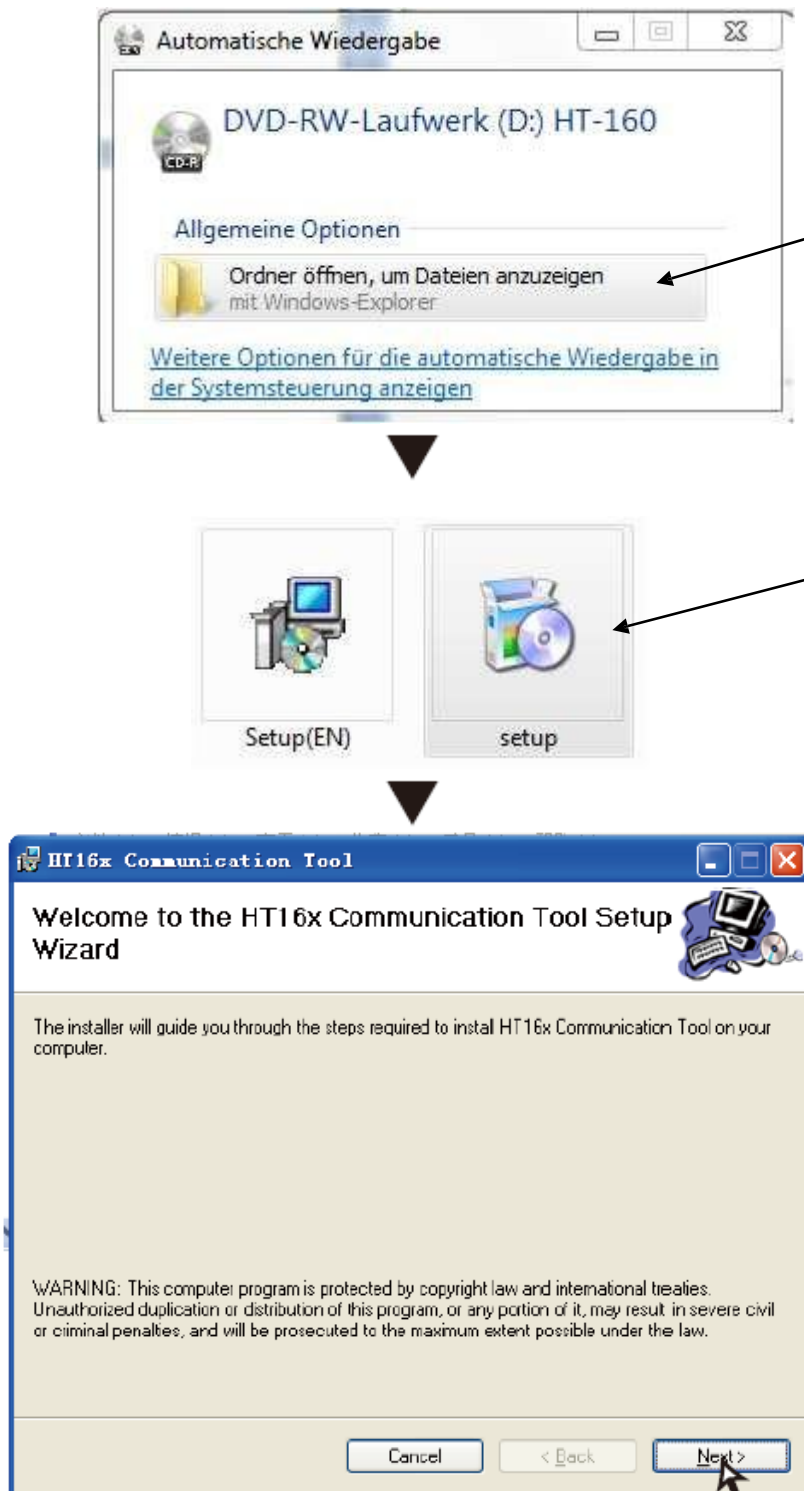 Automatische Wiedergabe
DVD-RW-Laufwerk (D:) HT-160
CD-R
Allgemeine Optionen
Ordner öffnen, um Dateien anzuzeigen
mit Windows-Explorer
Weitere Optionen für die automatische Wiedergabe in
der Systemsteuerung anzeigen
Setup(EN)
setup
HT16x Communication Tool
Welcome to the HT16x Communication Tool Setup
Wizard
The installer will guide you through the steps required to install HT16x Communication Tool on your
computer.
WARNING: This computer program is protected by copyright law and international treaties.
Unauthorized duplication or distribution of this program, or any portion of it, may result in severe civil
or criminal penalties, and will be prosecuted to the maximum extent possible under the law.
Cancel
< Back
Next >